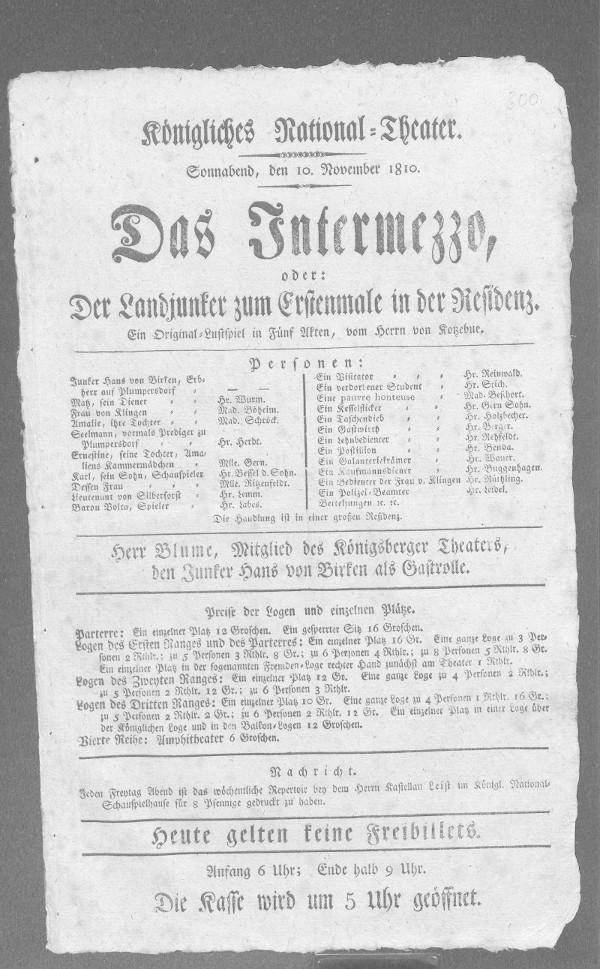 300
Königliches National-Theater.
Sonnabend, den 10. November 1810.
Das Intermezzo,
oder:
Der Landjunker zum Erstenmale in der Residenz.
Ein Original-Lustspiel in Fünf Akten, vom Herrn von Kotzebue.
Personen:
Junker Hans von Birken, Erb-
herr auf Plumpersdorf — —
Matz, sein Diener Hr. Wurm.
Frau von Klingen Mad. Böheim.
Amalie, ihre Tochter Mad. Schröck.
Seelmann, vormals Prediger zu
Plumpersdorf Hr. Herdt.
Ernestine, seine Tochter, Ama-
liens Kammermädchen Mlle. Gern.
Karl, sein Sohn, Schauspieler Hr. Bessel d. Sohn.
Dessen Frau Mlle. Ritzenfeldt.
Lieutenant von Silberforst Hr. Lemm.
Baron Volta, Spieler Hr. Labes.
Ein Visitator Hr. Reinwald.
Ein verdorbener Student Hr. Stich.
Eine pauvre honteuse Mad. Beßhort.
Ein Kesselflicker Hr. Gern Sohn.
Ein Taschendieb Hr. Holzbecher.
Ein Gastwirth Hr. Berger.
Ein Lehnbedienter Hr. Rehfeldt.
Ein Postillon Hr. Benda.
Ein Galanteriekrämer Hr. Wauer.
Ein Kaufmannsdiener Hr. Buggenhagen.
Ein Bedienter der Frau v. Klingen Hr. Rüthling.
Ein Polizei-Beamter Hr. Leidel.
Verleihungen ꝛc. ꝛc.
Die Handlung ist in einer großen Residenz.
Herr Blume, Mitglied des Königsberger Theaters,
den Junker Hans von Birken als Gastrolle.
Preise der Logen und einzelnen Plätze.
Parterre: Ein einzelner Platz 12 Groschen. Ein gesperrter Sitz 16 Groschen.
Logen des Ersten Ranges und des Parterres: Ein einzelner Platz 16 Gr. Eine ganze Loge zu 3 Per-
sonen 2 Rthlr.; zu 5 Personen 3 Rthlr. 8 Gr.; zu 6 Personen 4 Rthlr.; zu 8 Personen 5 Rthlr. 8 Gr.
Ein einzelner Platz in der sogenannten Fremden-Loge rechter Hand zunächst am Theater 1 Rthlr.
Logen des Zweyten Ranges: Ein einzelner Platz 12 Gr. Eine ganze Loge zu 4 Personen 2 Rthlr.;
zu 5 Personen 2 Rthlr. 12 Gr.; zu 6 Personen 3 Rthlr.
Logen des Dritten Ranges: Ein einzelner Platz 10 Gr. Eine ganze Loge zu 4 Personen 1 Rthlr. 16 Gr.;
zu 5 Personen 2 Rthlr. 2 Gr.; zu 6 Personen 2 Rthlr. 12 Gr. Ein einzelner Platz in einer Loge über
der Königlichen Loge und in den Balkon-Logen 12 Groschen.
Vierte Reihe: Amphitheater 6 Groschen.
Nachricht.
Jeden Freytag Abend ist das wöchentliche Repertoir bey dem Herrn Kastellan Leist im Königl. National-
Schauspielhause für 8 Pfennige gedruckt zu haben.
Heute gelten keine Freibillets.
Anfang 6 Uhr; Ende halb 9 Uhr.
Die Kasse wird um 5 Uhr geöffnet.